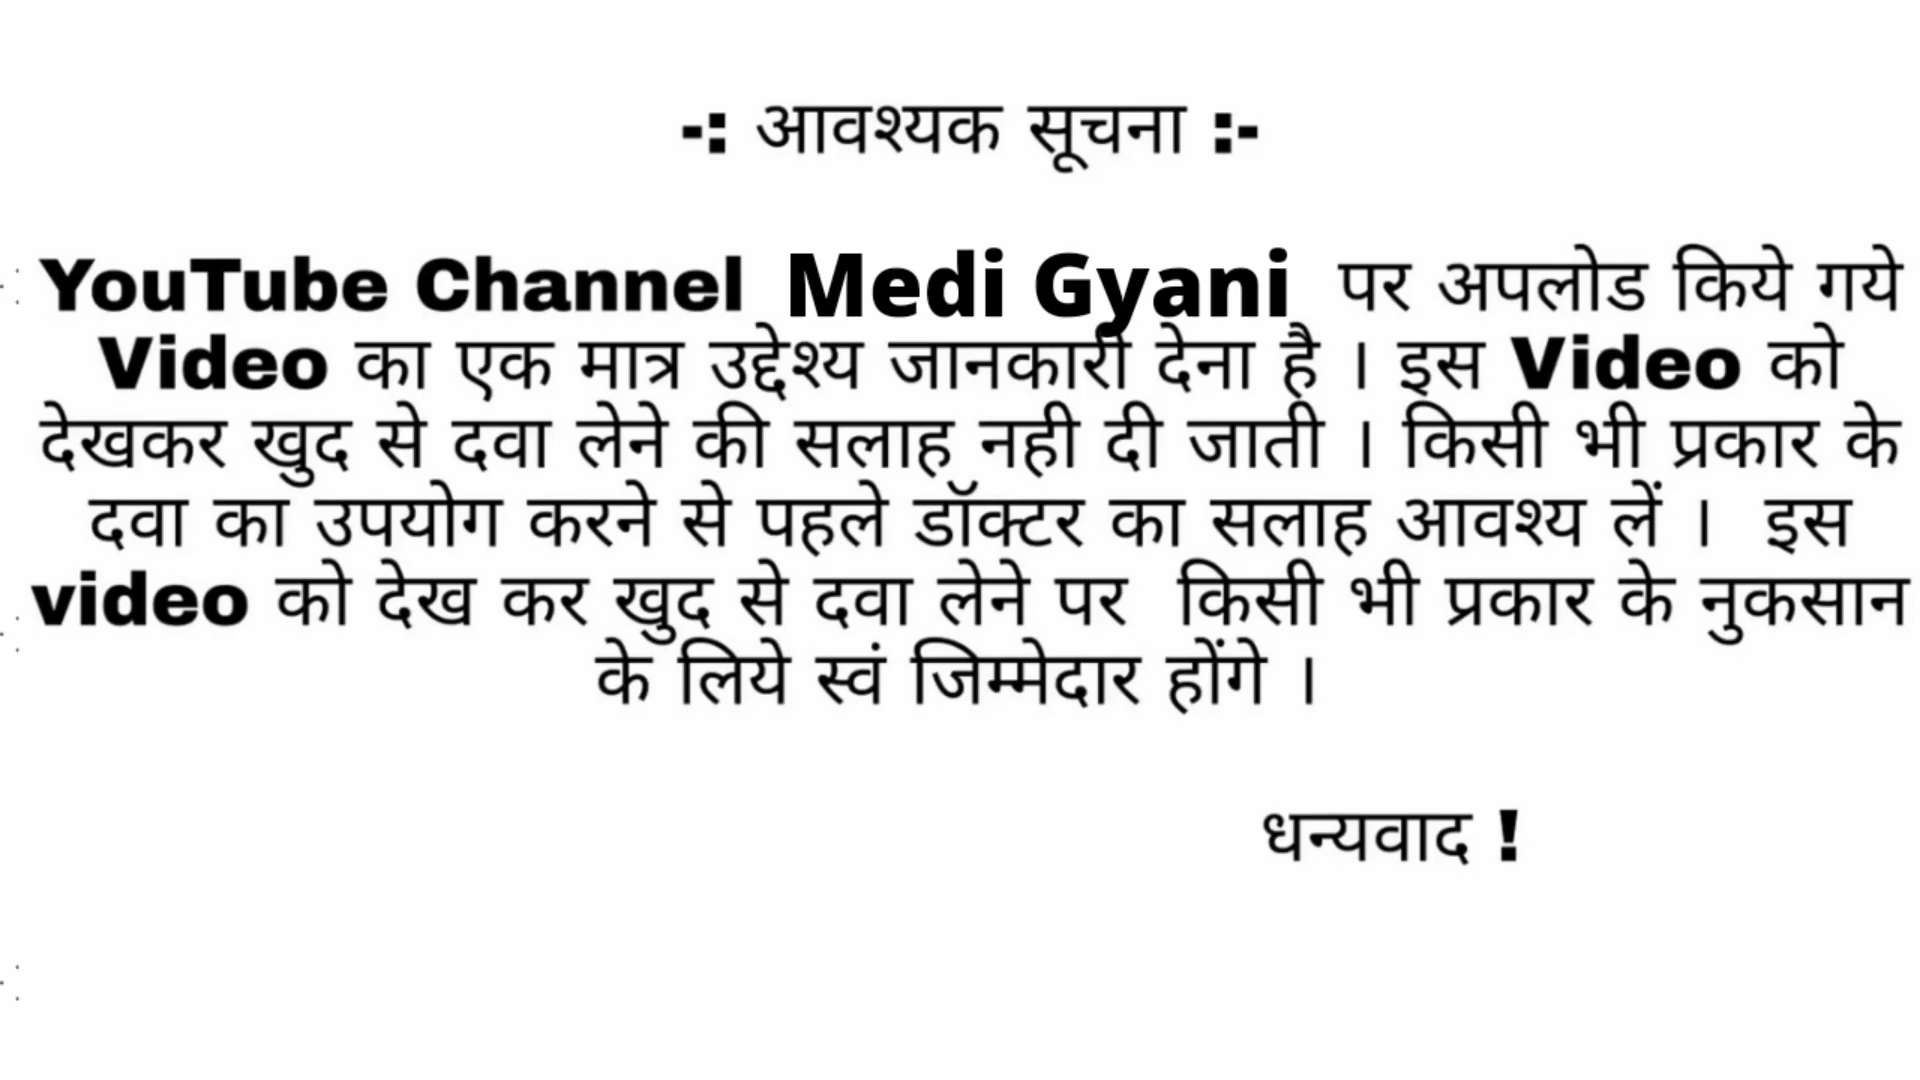 -: आवश्यक सूचना :-
YouTube Channel Medi Gyani पर अपलोड किये गये
Video का एक मात्र उद्देश्य जानकारी देना है । इस Video को
देखकर खुद से दवा लेने की सलाह नही दी जाती । किसी भी प्रकार के
दवा का उपयोग करने से पहले डॉक्टर का सलाह आवश्य लें । इस
video को देख कर खुद से दवा लेने पर किसी भी प्रकार के नुकसान
के लिये स्वं जिम्मेदार होंगे ।
धन्यवाद !